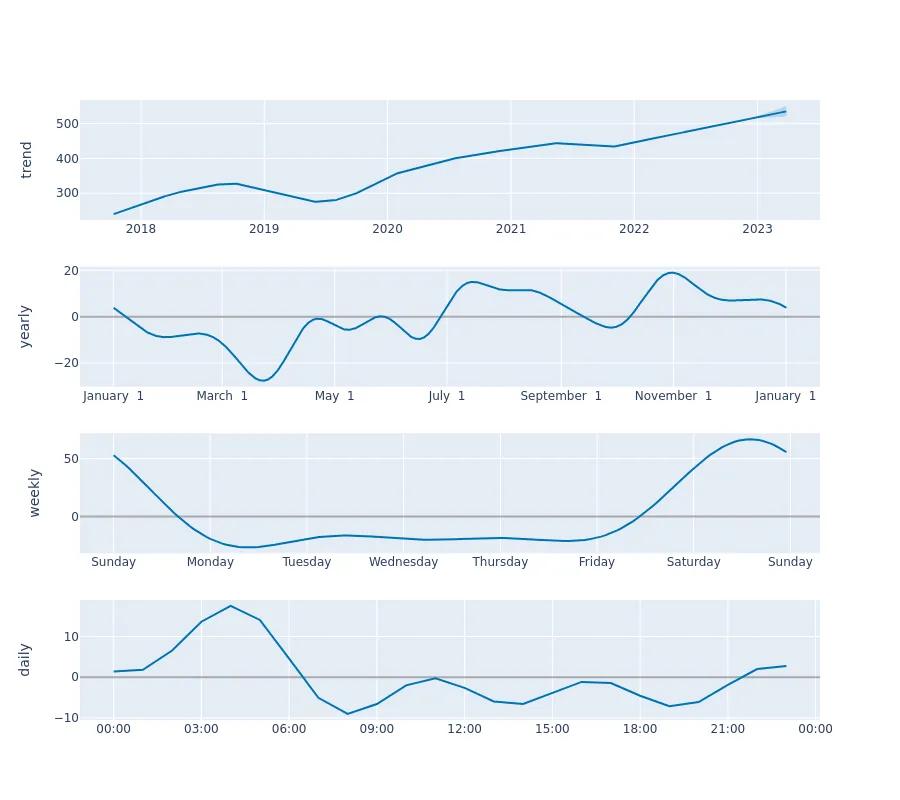 trend
500
400
300
2018 2019 2020 2021 2022 2023
yearly
20
0
−20
January 1 March 1 May 1 July 1 September 1 November 1 January 1
weekly
50
0
Sunday Monday Tuesday Wednesday Thursday Friday Saturday Sunday
daily
10
0
−10
00:00 03:00 06:00 09:00 12:00 15:00 18:00 21:00 00:00